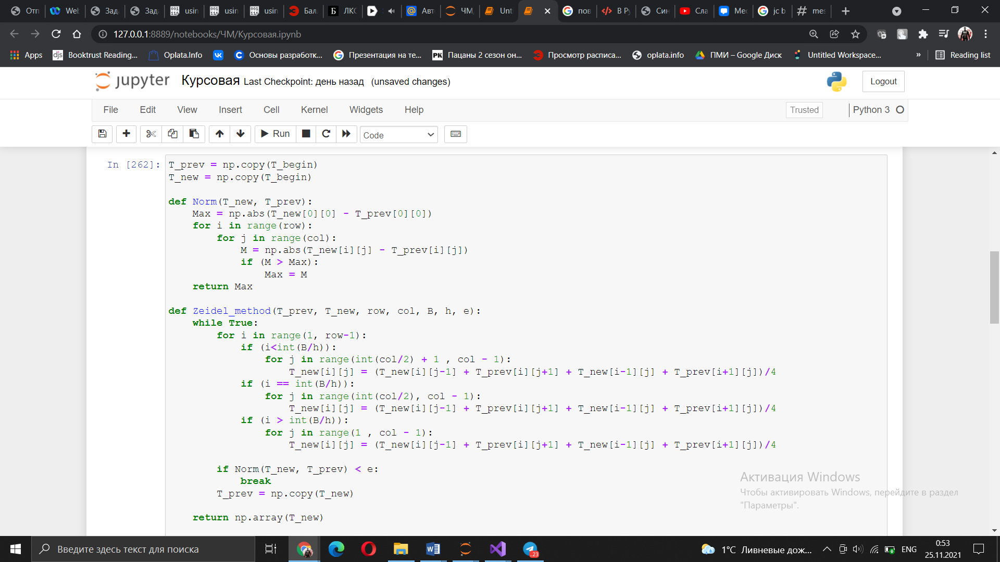 Отп
Web
Зад
Зад
usin
usin
usin
Бал
Б ЛКС
Авт
ЧМ
Unt
пов
В Ру
Син
Сла
Мес
jc b
mes
127.0.0.1:8889/notebooks/ЧМ/Курсовая.ipynb
Apps
djs Booktrust Reading...
Oplata.Info
Основы разработк...
Презентация на те...
РК Пацаны 2 сезон он...
Просмотр расписа...
oplata.info
ПМИ – Google Диск
Untitled Workspace...
»
Reading list
jupyter Курсовая Last Checkpoint: день назад (unsaved changes)
Logout
File Edit View Insert Cell Kernel Widgets Help
Trusted
Python 3
Run
Code
In [262]:
T_prev = np.copy(T_begin)
T_new = np.copy(T_begin)
def Norm(T_new, T_prev):
    Max = np.abs(T_new[0][0] - T_prev[0][0])
    for i in range(row):
        for j in range(col):
            M = np.abs(T_new[i][j] - T_prev[i][j])
            if (M > Max):
                Max = M
    return Max
def Zeidel_method(T_prev, T_new, row, col, B, h, e):
    while True:
        for i in range(1, row-1):
            if (i<int(B/h)):
                for j in range(int(col/2) + 1 , col - 1):
                    T_new[i][j] = (T_new[i][j-1] + T_prev[i][j+1] + T_new[i-1][j] + T_prev[i+1][j])/4
            if (i == int(B/h)):
                for j in range(int(col/2), col - 1):
                    T_new[i][j] = (T_new[i][j-1] + T_prev[i][j+1] + T_new[i-1][j] + T_prev[i+1][j])/4
            if (i > int(B/h)):
                for j in range(1 , col - 1):
                    T_new[i][j] = (T_new[i][j-1] + T_prev[i][j+1] + T_new[i-1][j] + T_prev[i+1][j])/4
        if Norm(T_new, T_prev) < e:
            break
        T_prev = np.copy(T_new)
    return np.array(T_new)
Активация Windows
Чтобы активировать Windows, перейдите в раздел
"Параметры".
Введите здесь текст для поиска
23
1°C Ливневые дож...
ENG
0:53
25.11.2021